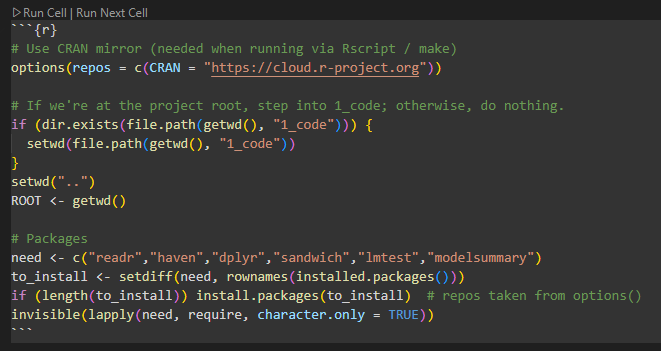 ▷Run Cell | Run Next Cell
```{r}
# Use CRAN mirror (needed when running via Rscript / make)
options(repos = c(CRAN = "https://cloud.r-project.org"))

# If we're at the project root, step into 1_code; otherwise, do nothing.
if (dir.exists(file.path(getwd(), "1_code"))) {
  setwd(file.path(getwd(), "1_code"))
}
setwd("..")
ROOT <- getwd()

# Packages
need <- c("readr","haven","dplyr","sandwich","lmtest","modelsummary")
to_install <- setdiff(need, rownames(installed.packages()))
if (length(to_install)) install.packages(to_install)  # repos taken from options()
invisible(lapply(need, require, character.only = TRUE))
```